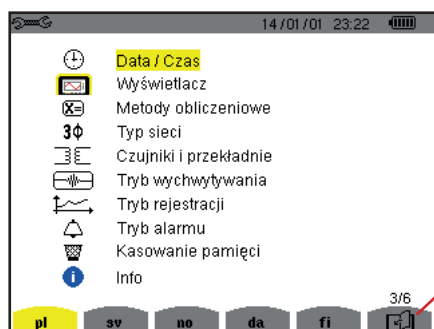 14/01/01 23:22
Data / Czas
Wyświetlacz
X= Metody obliczeniowe
3Φ Typ sieci
Czujniki i przekładnie
Tryb wychwytywania
Tryb rejestracji
Tryb alarmu
Kasowanie pamięci
i Info
3/6
pl sv no da fi